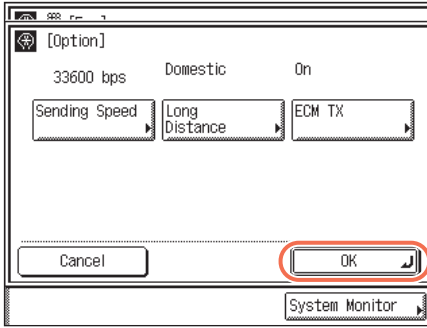 [Option]
33600 bps Domestic On
Sending Speed Long Distance ECM TX
Cancel OK
System Monitor